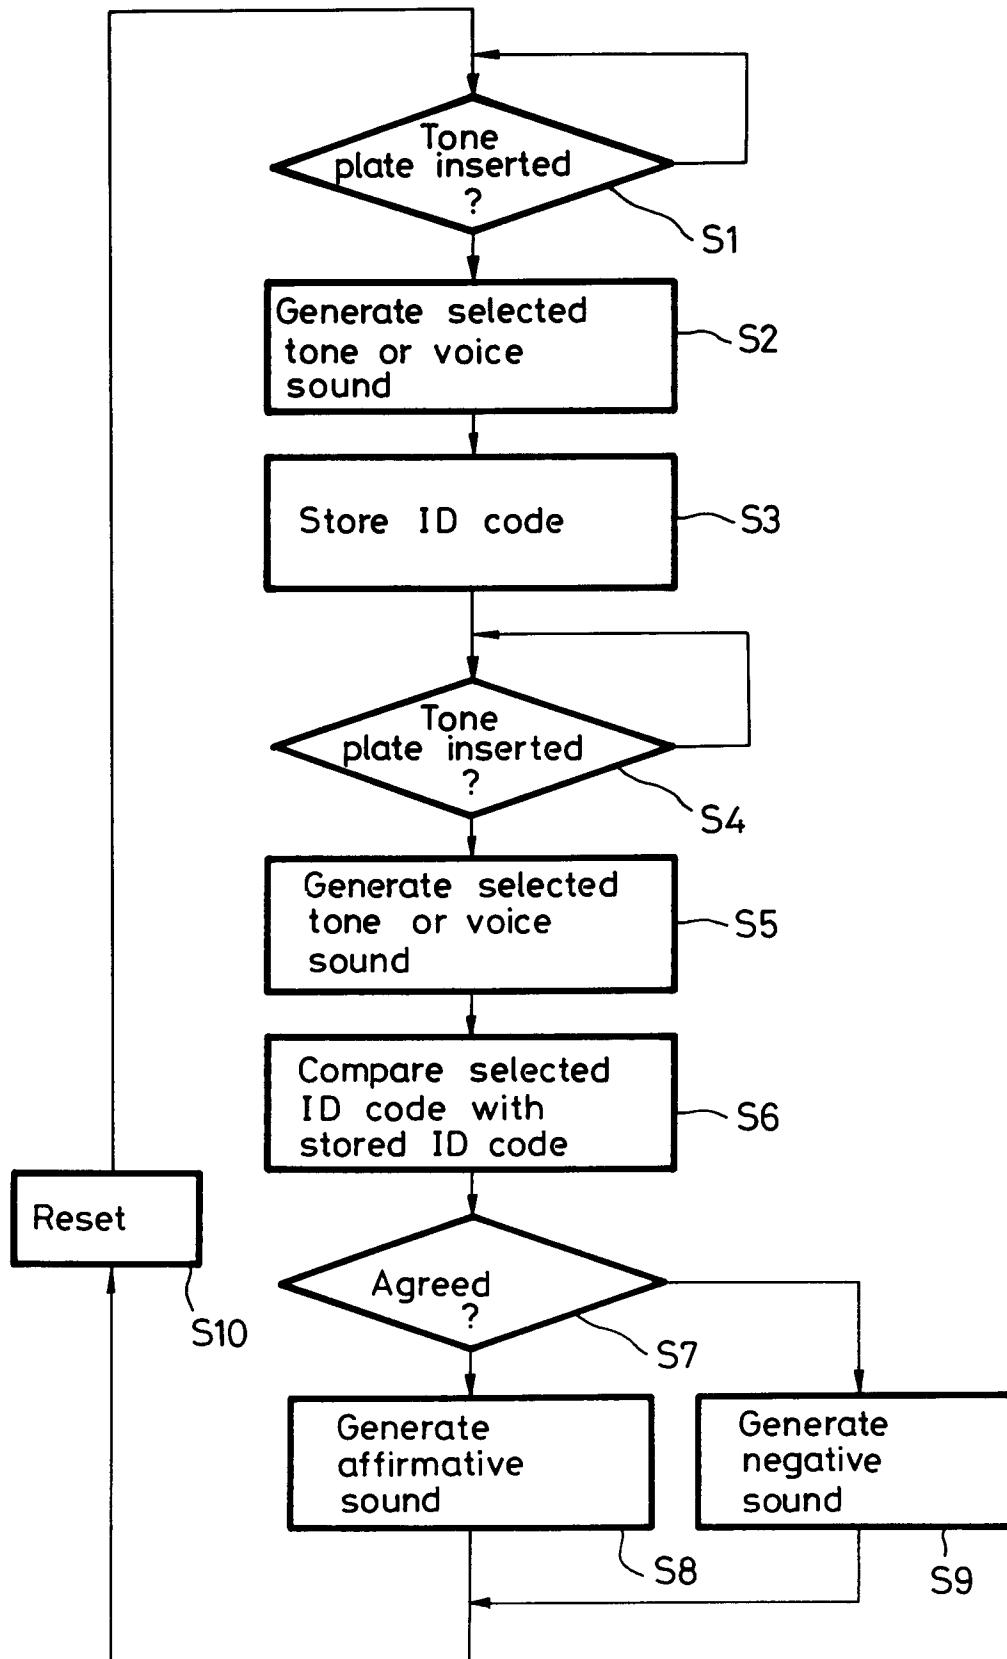 Tone
plate inserted
?
S1
Generate selected
tone or voice
sound
S2
Store ID code
S3
Tone
plate inserted
?
S4
Generate selected
tone or voice
sound
S5
Compare selected
ID code with
stored ID code
S6
Reset
S10
Agreed
?
S7
Generate
affirmative
sound
S8
Generate
negative
sound
S9